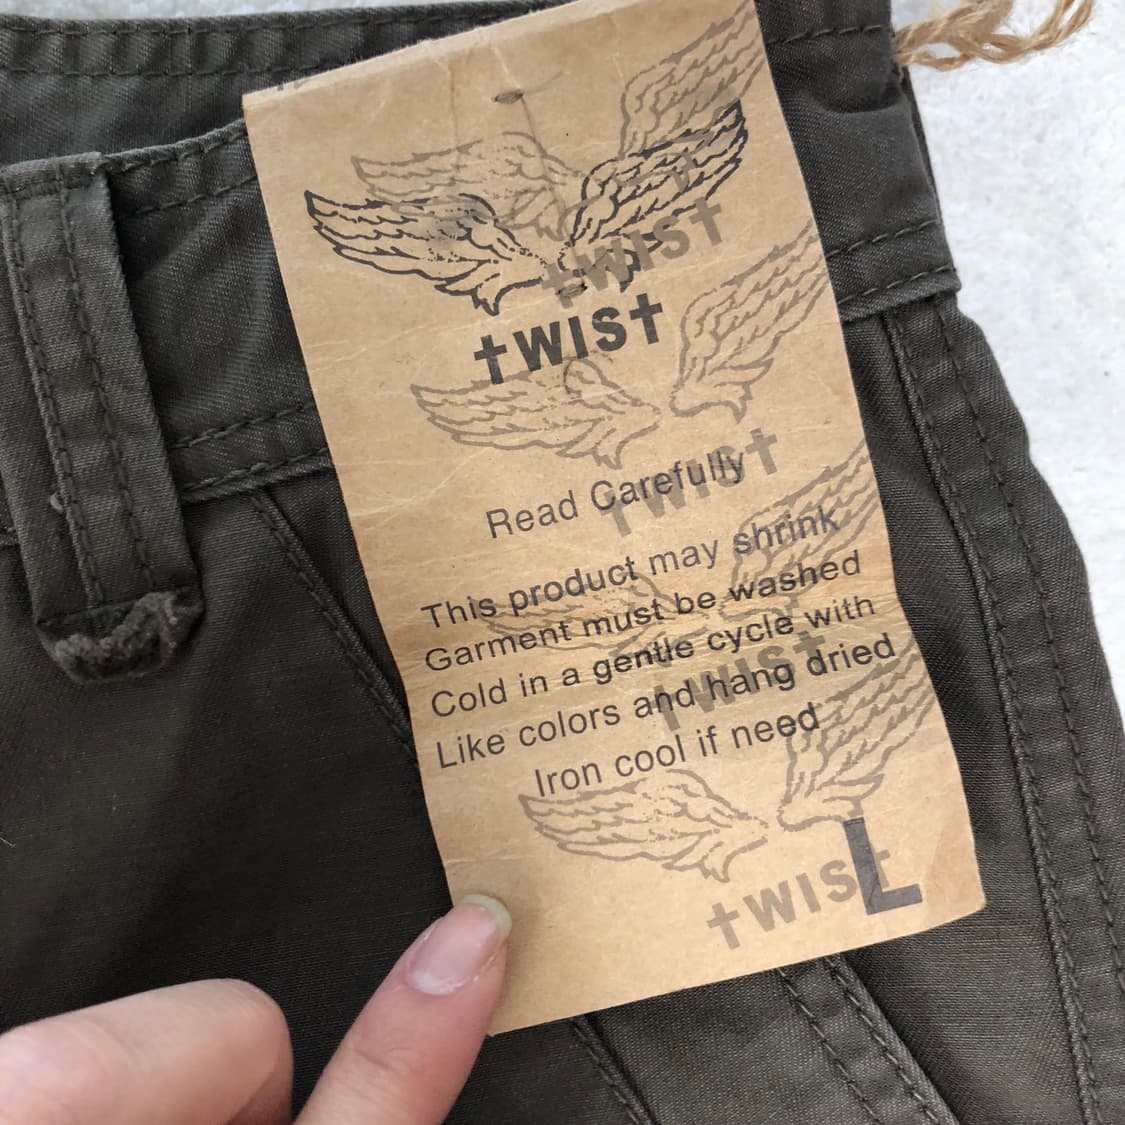 tWISt
tWISt
tWISt
Read Carefully
This product may shrink
Garment must be washed
Cold in a gentle cycle with
Like colors and hang dried
Iron cool if need
tWISt
tWISt
L